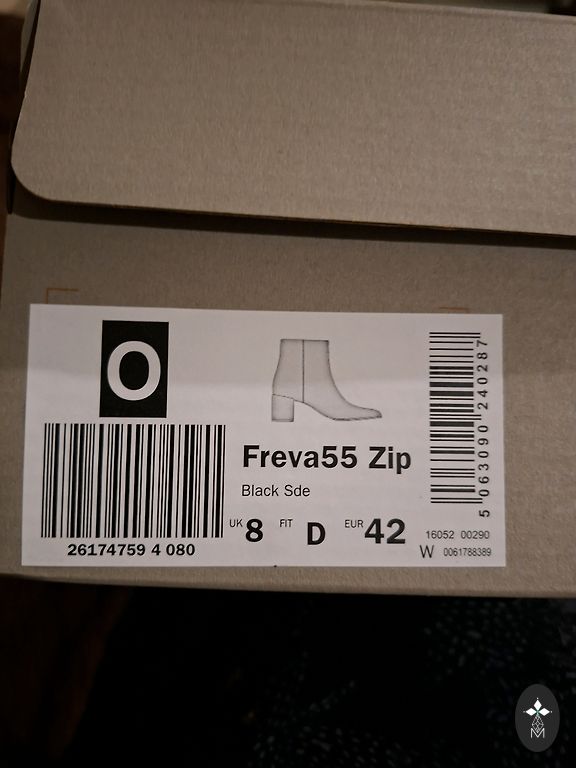 O
26174759 4 080
Freva55 Zip
Black Sde
UK 8 FIT D EUR 42
5 063090 240287
16052 00290
W 0061788389
M